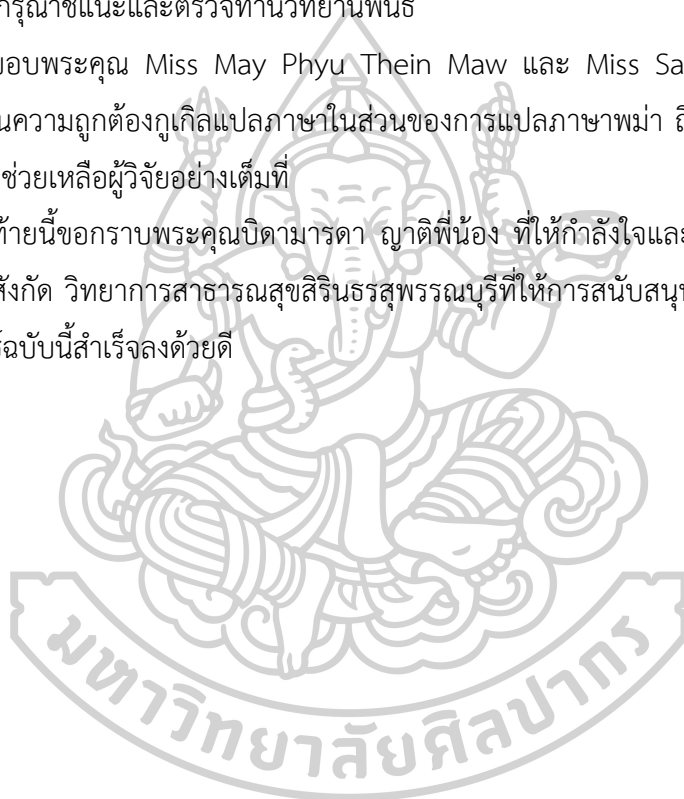 กรุณาชี้แนะและตรวจทานวิทยานพนธ์
ขอบพระคุณ Miss May Phyu Thein Maw และ Miss Sa
นความถูกต้องกูเกิลแปลภาษาในส่วนของการแปลภาษาพม่า
ช่วยเหลือผู้วิจัยอย่างเต็มที่
ท้ายนี้ขอกราบพระคุณบิดามารดา ญาติพี่น้อง ที่ให้กำลังใจและ
สังกัด วิทยาการสาธารณสุขสิรินธรสุพรรณบุรีที่ให้การสนับสนุน
ฉบับนี้สำเร็จลงด้วยดี
มหาวิทยาลัยศิลปากร